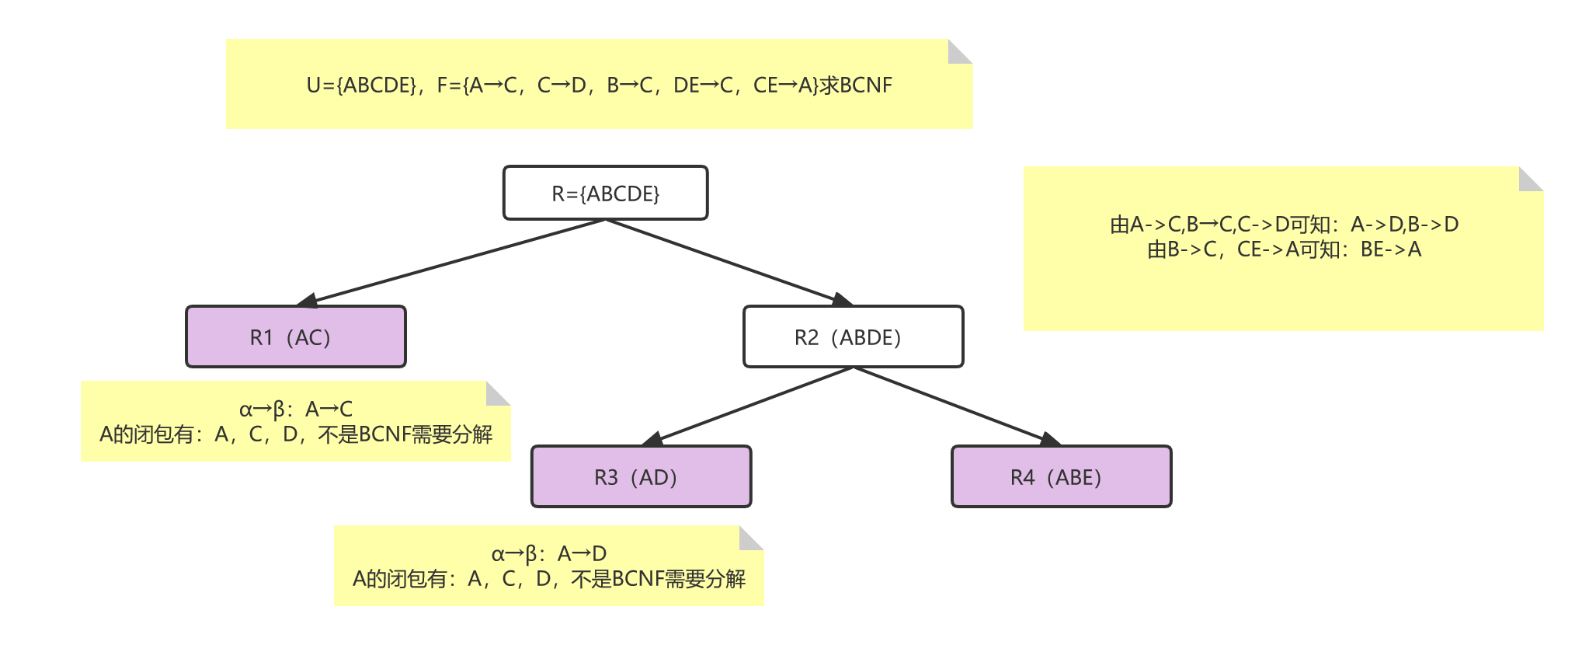 U={ABCDE}，F={A→C，C→D，B→C，DE→C，CE→A}求BCNF
R={ABCDE}
由A->C,B→C,C->D可知：A->D,B->D
由B->C，CE->A可知：BE->A
R1（AC）
R2（ABDE）
α→β：A→C
A的闭包有：A，C，D，不是BCNF需要分解
R3（AD）
R4（ABE）
α→β：A→D
A的闭包有：A，C，D，不是BCNF需要分解